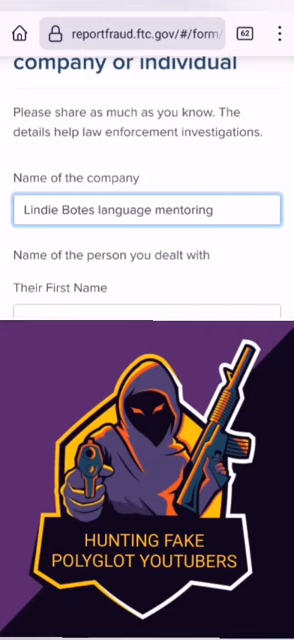 reportfraud.ftc.gov/#/form/
62
company or individual
Please share as much as you know. The
details help law enforcement investigations.
Name of the company
Lindie Botes language mentoring
Name of the person you dealt with
Their First Name
HUNTING FAKE
POLYGLOT YOUTUBERS